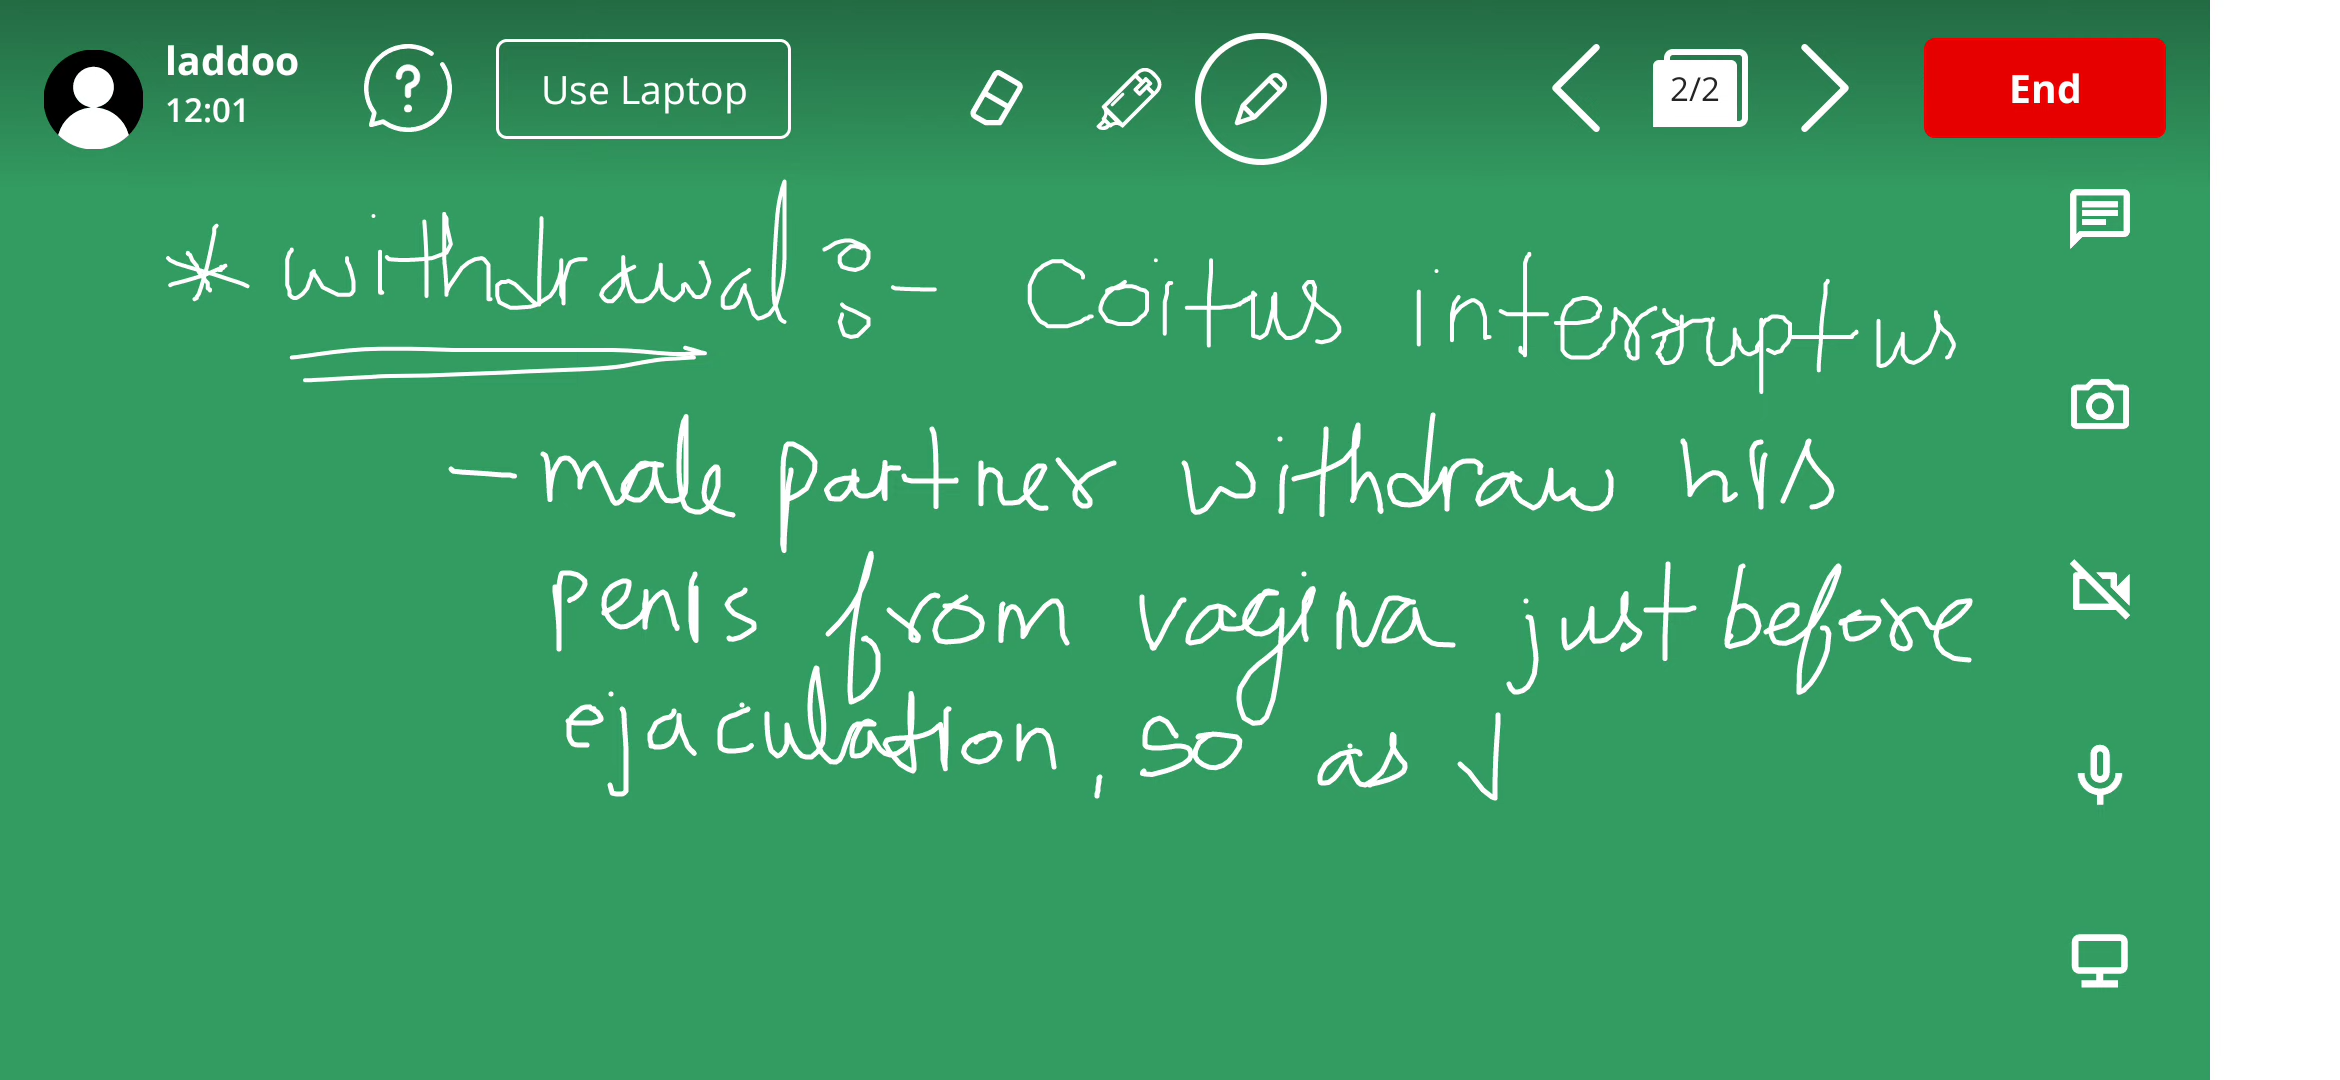 laddoo
12:01
Use Laptop
2/2
End
* withdrawal :- Coitus interruptus
- male partner withdraw his
penis from vagina just before
ejaculation, so as